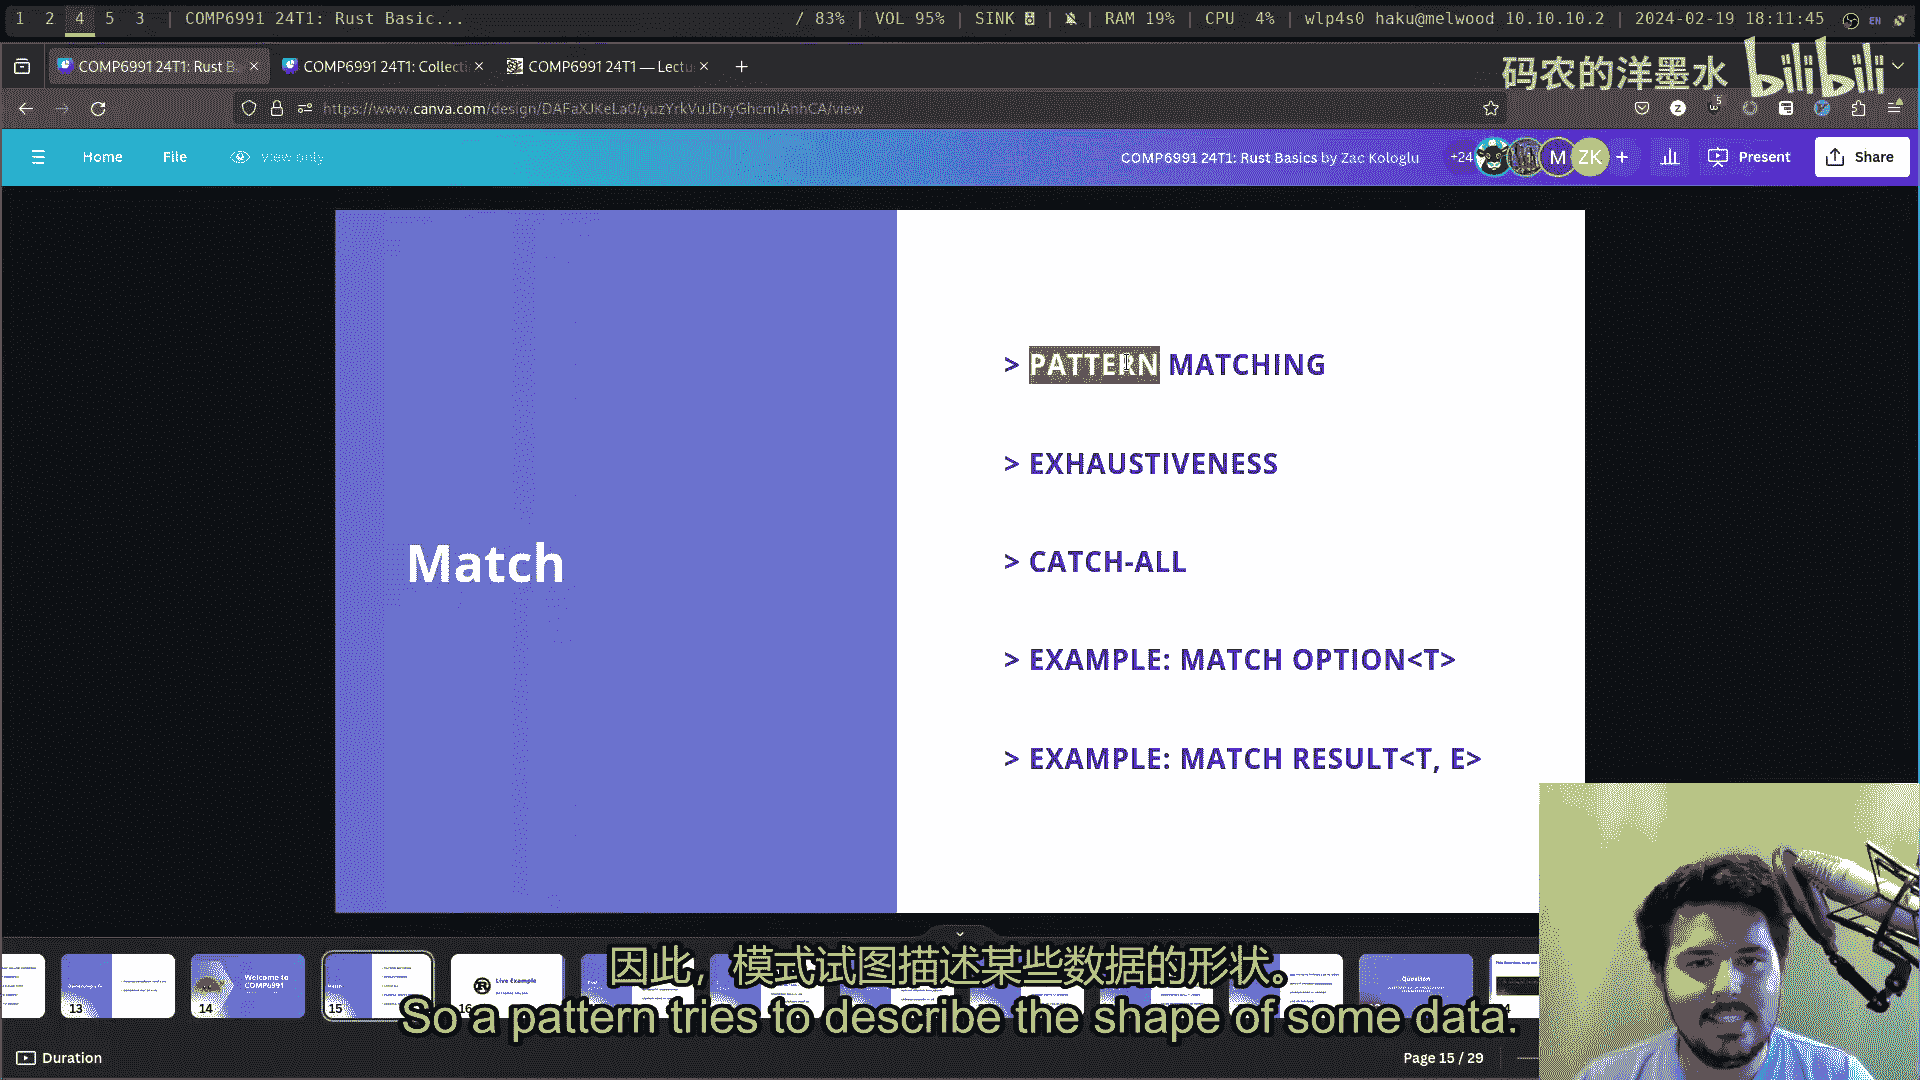 1 2 4 5 3 | COMP6991 24T1: Rust Basic...
/ 83% | VOL 95% | SINK | | RAM 19% | CPU 4% | wlp4s0 haku@melwood 10.10.10.2 | 2024-02-19 18:11:45 EN
COMP6991 24T1: Rust B
COMP6991 24T1: Collecti
COMP6991 24T1 — Lectu
码农的洋墨水 bilibili
https://www.canva.com/design/DAFaXJKeLa0/yuzYrkVuJDryGhcmlAnhCA/view
Home File View only
COMP6991 24T1: Rust Basics by Zac Kologlu
+24 M ZK + Present Share
Match
> PATTERN MATCHING
> EXHAUSTIVENESS
> CATCH-ALL
> EXAMPLE: MATCH OPTION<T>
> EXAMPLE: MATCH RESULT<T, E>
13
Welcome to
COMP6991
14
15
Live Example
16
Question
因此，模式试图描述某些数据的形状。
So a pattern tries to describe the shape of some data.
Duration
Page 15 / 29